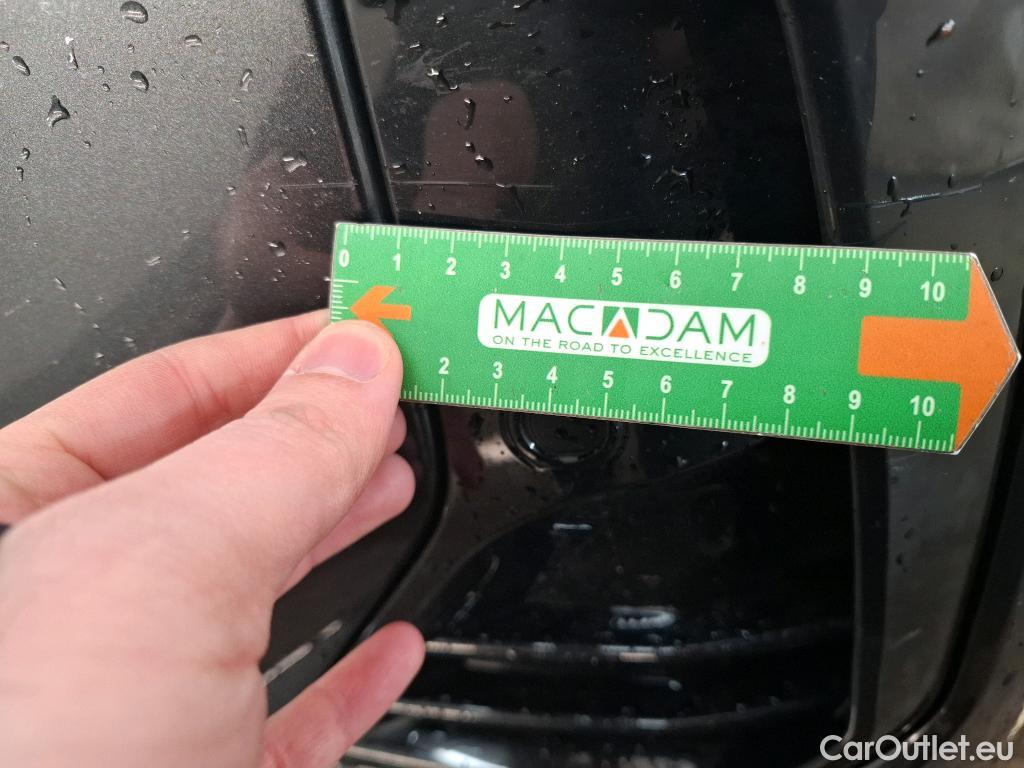 0 1 2 3 4 5 6 7 8 9 10
MACADAM
ON THE ROAD TO EXCELLENCE
2 3 4 5 6 7 8 9 10
CarOutlet.eu